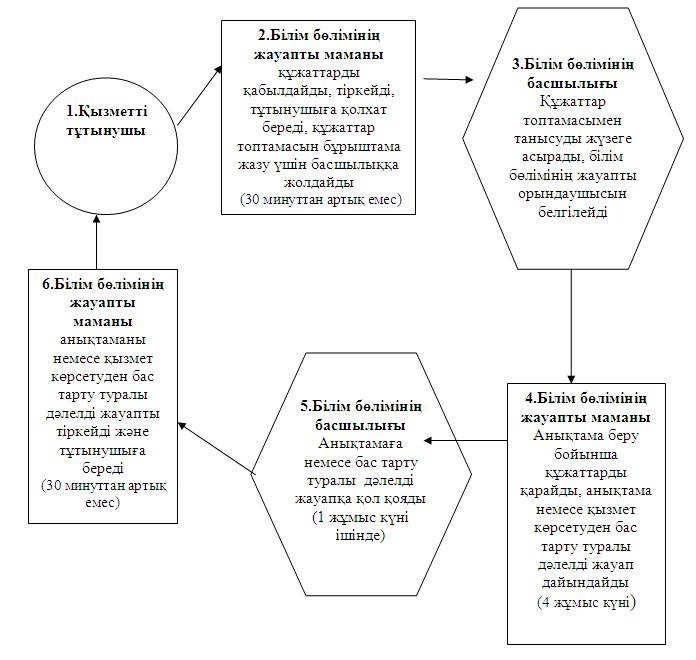 1.Қызметті
тұтынушы
2.Білім бөлімінің
жауапты маманы
құжаттарды
қабылдайды, тіркейді,
тұтынушыға қолхат
береді, құжаттар
топтамасын бұрыштама
жазу үшін басшылыққа
жолдайды
(30 минуттан артық емес)
3.Білім бөлімінің
басшылығы
Құжаттар
топтамасымен
танысуды жүзеге
асырады, білім
бөлімінің жауапты
орындаушысын
белгілейді
4.Білім бөлімінің
жауапты маманы
Анықтама беру
бойынша
құжаттарды
қарайды, анықтама
немесе қызмет
көрсетуден бас
тарту туралы
дәлелді жауап
дайындайды
(4 жұмыс күні)
5.Білім бөлімінің
басшылығы
Анықтамаға
немесе бас тарту
туралы дәлелді
жауапқа қол қояды
(1 жұмыс күні
ішінде)
6.Білім бөлімінің
жауапты
маманы
анықтаманы
немесе қызмет
көрсетуден бас
тарту туралы
дәлелді жауапты
тіркейді және
тұтынушыға
береді
(30 минуттан артық
емес)